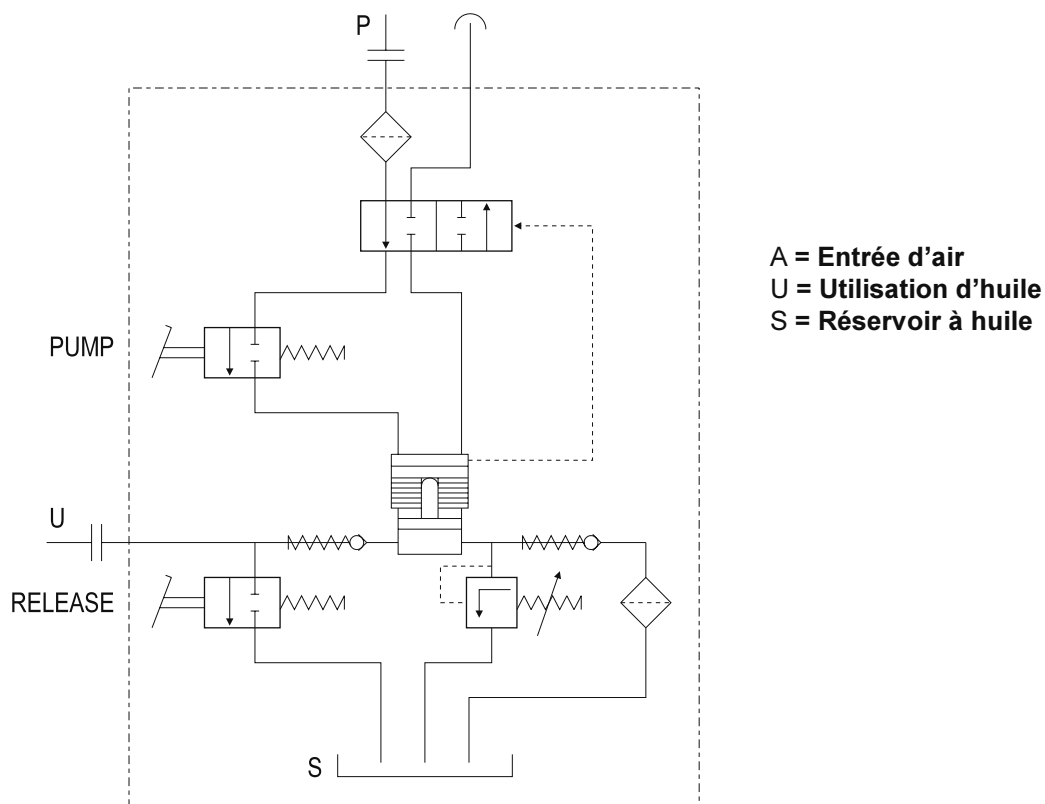 P
PUMP
U
RELEASE
S
A = Entrée d'air
U = Utilisation d'huile
S = Réservoir à huile